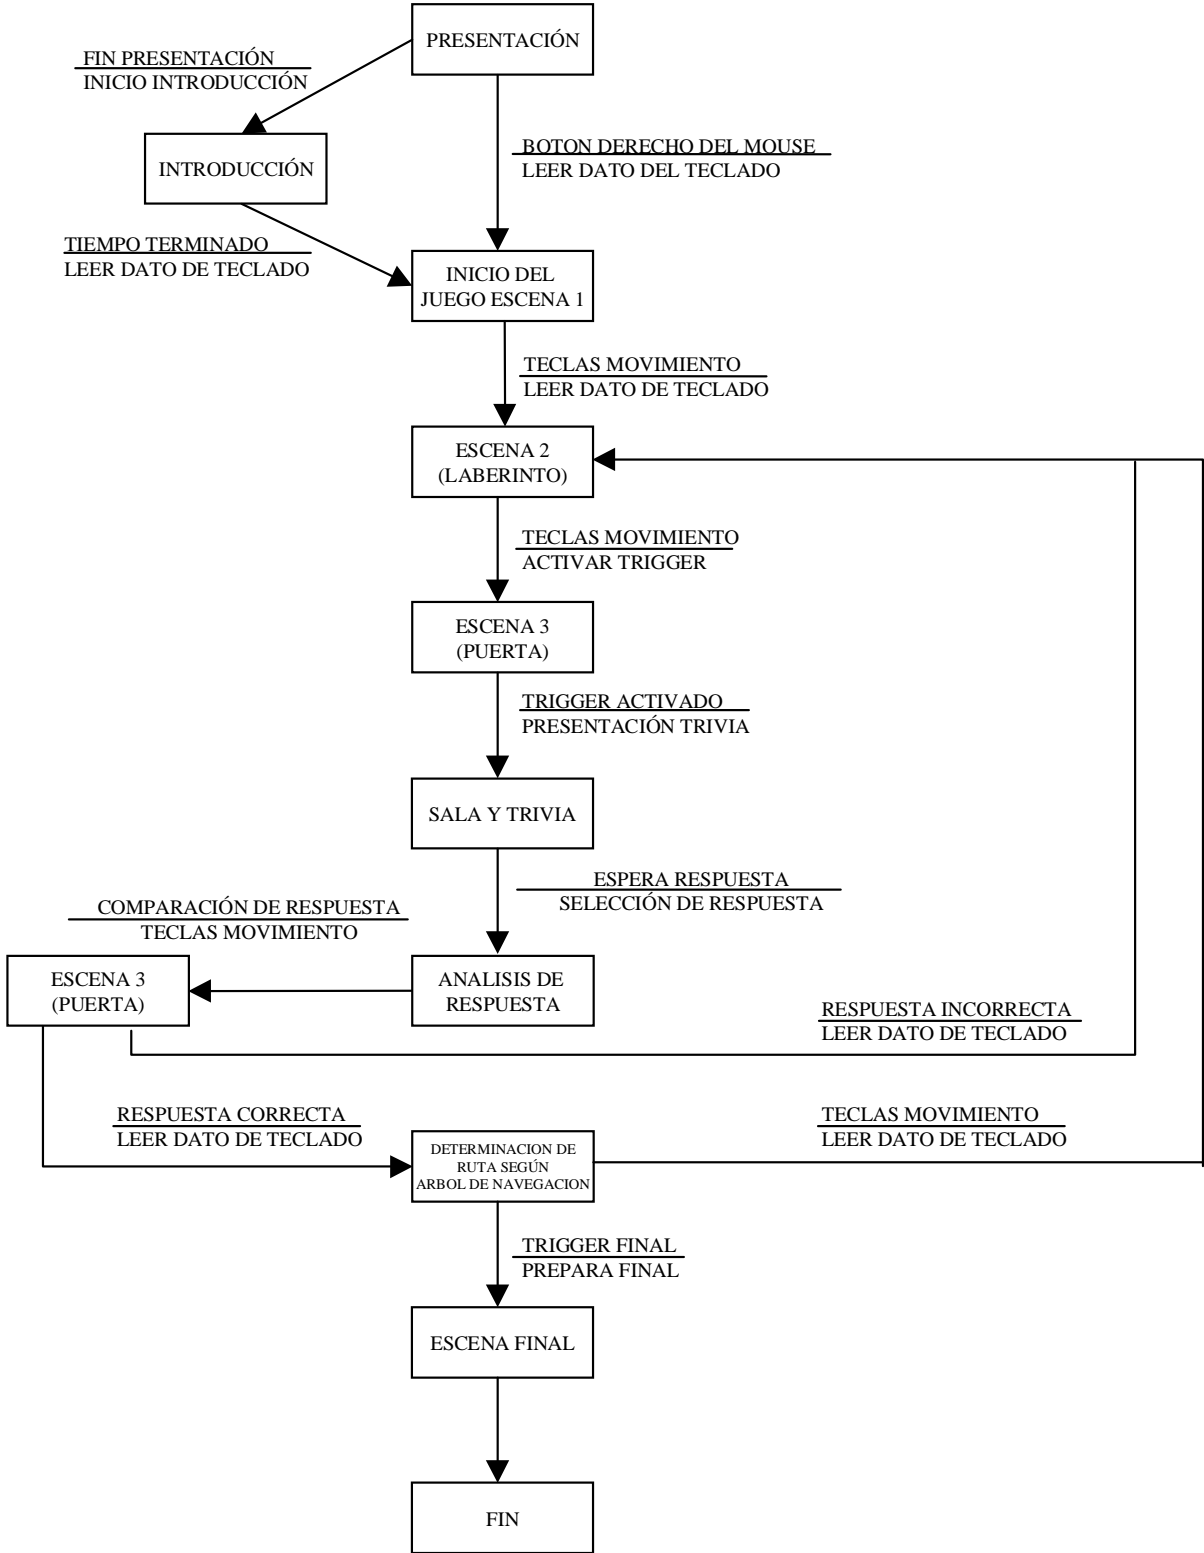 PRESENTACIÓN
FIN PRESENTACIÓN
INICIO INTRODUCCIÓN
BOTON DERECHO DEL MOUSE
LEER DATO DEL TECLADO
INTRODUCCIÓN
TIEMPO TERMINADO
LEER DATO DE TECLADO
INICIO DEL
JUEGO ESCENA 1
TECLAS MOVIMIENTO
LEER DATO DE TECLADO
ESCENA 2
(LABERINTO)
TECLAS MOVIMIENTO
ACTIVAR TRIGGER
ESCENA 3
(PUERTA)
TRIGGER ACTIVADO
PRESENTACIÓN TRIVIA
SALA Y TRIVIA
ESPERA RESPUESTA
SELECCIÓN DE RESPUESTA
COMPARACIÓN DE RESPUESTA
TECLAS MOVIMIENTO
ESCENA 3
(PUERTA)
ANALISIS DE
RESPUESTA
RESPUESTA INCORRECTA
LEER DATO DE TECLADO
RESPUESTA CORRECTA
LEER DATO DE TECLADO
TECLAS MOVIMIENTO
LEER DATO DE TECLADO
DETERMINACION DE
RUTA SEGÚN
ARBOL DE NAVEGACION
TRIGGER FINAL
PREPARA FINAL
ESCENA FINAL
FIN